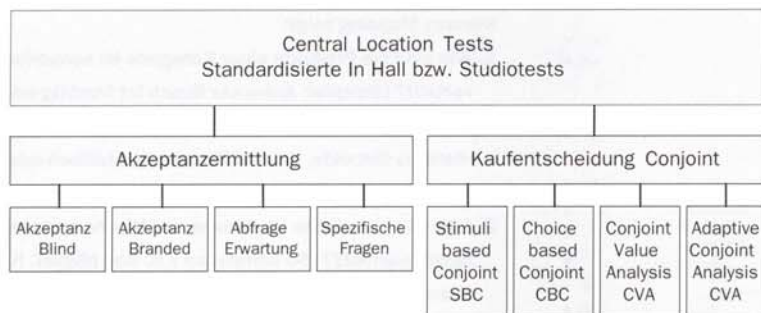 Central Location Tests
Standardisierte In Hall bzw. Studiotests
Akzeptanzermittlung
Kaufentscheidung Conjoint
Akzeptanz
Blind
Akzeptanz
Branded
Abfrage
Erwartung
Spezifische
Fragen
Stimuli
based
Conjoint
SBC
Choice
based
Conjoint
CBC
Conjoint
Value
Analysis
CVA
Adaptive
Conjoint
Analysis
CVA